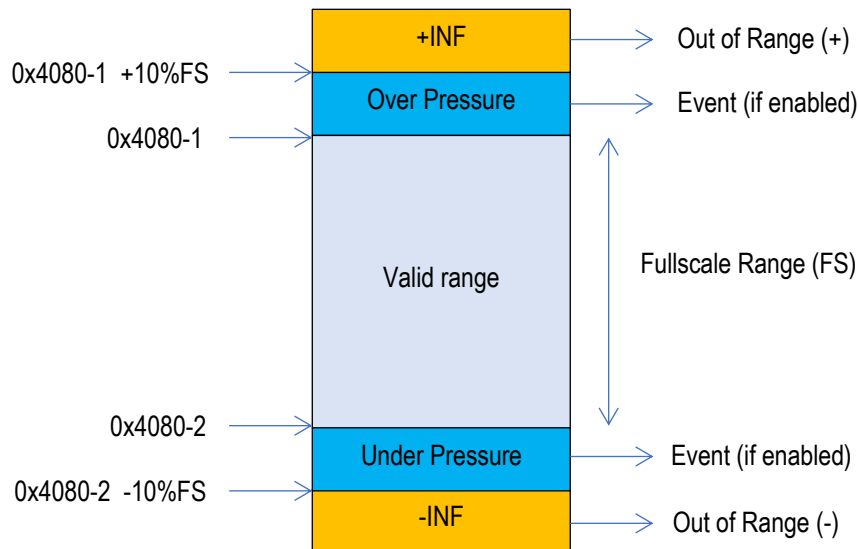 +INF
Out of Range (+)
0x4080-1 +10%FS
Over Pressure
Event (if enabled)
0x4080-1
Valid range
Fullscale Range (FS)
0x4080-2
Under Pressure
Event (if enabled)
0x4080-2 -10%FS
-INF
Out of Range (-)